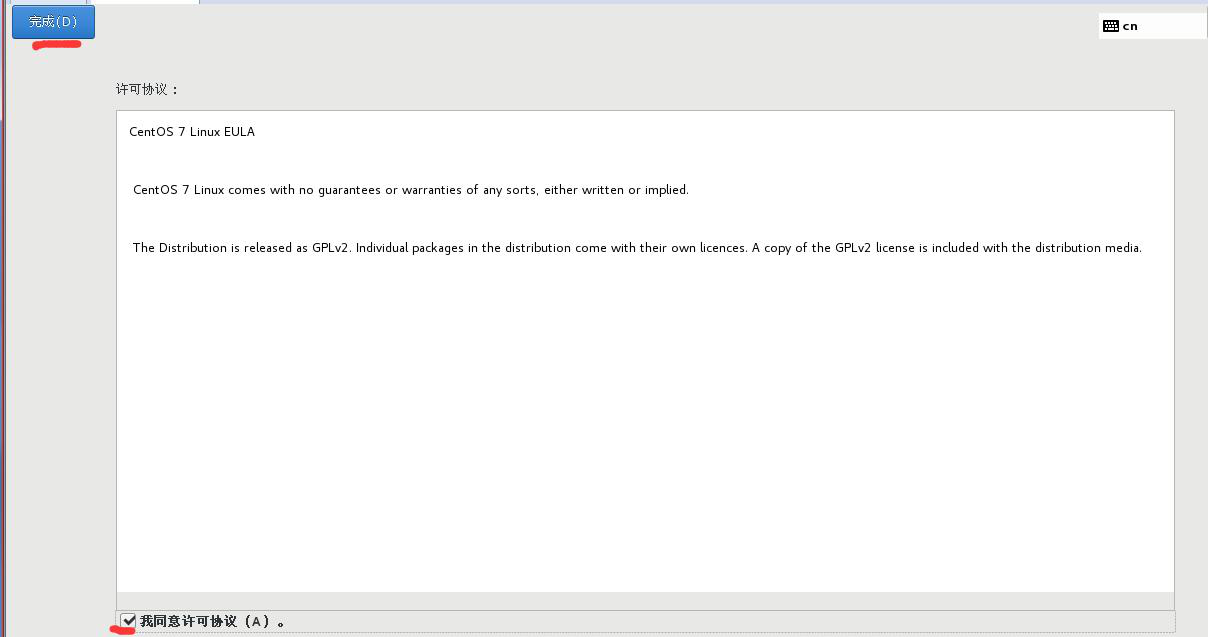 完成(D)
cn
许可协议：
CentOS 7 Linux EULA
CentOS 7 Linux comes with no guarantees or warranties of any sorts, either written or implied.
The Distribution is released as GPLv2. Individual packages in the distribution come with their own licences. A copy of the GPLv2 license is included with the distribution media.
我同意许可协议（A）。